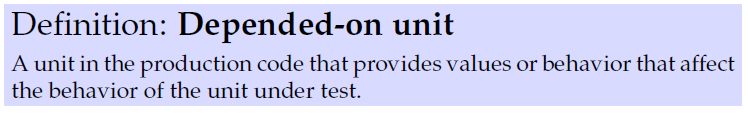 Definition: Depended-on unit
A unit in the production code that provides values or behavior that affect
the behavior of the unit under test.